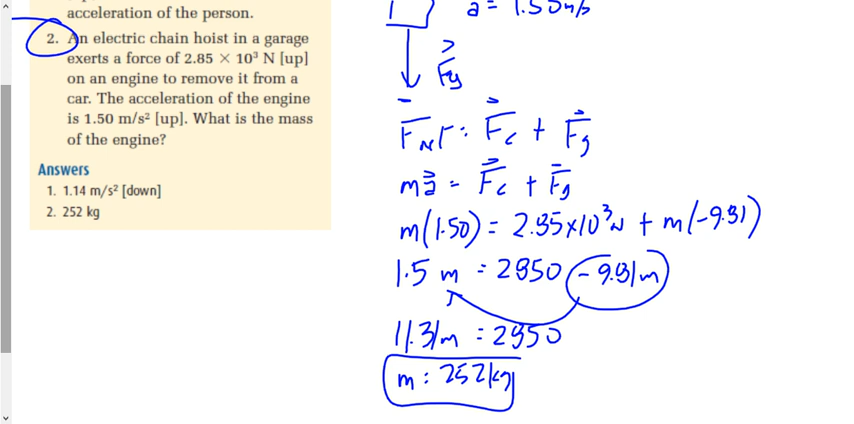 acceleration of the person.
2. An electric chain hoist in a garage
exerts a force of 2.85 × 10³ N [up]
on an engine to remove it from a
car. The acceleration of the engine
is 1.50 m/s² [up]. What is the mass
of the engine?
Answers
1. 1.14 m/s² [down]
2. 252 kg
a = 1.50 m/s
F⃗g
F⃗NET = F⃗c + F⃗g
ma⃗ = F⃗c + F⃗g
m(1.50) = 2.85×10³N + m(-9.81)
1.5 m = 2850 - 9.81m
11.31m = 2850
m = 252kg